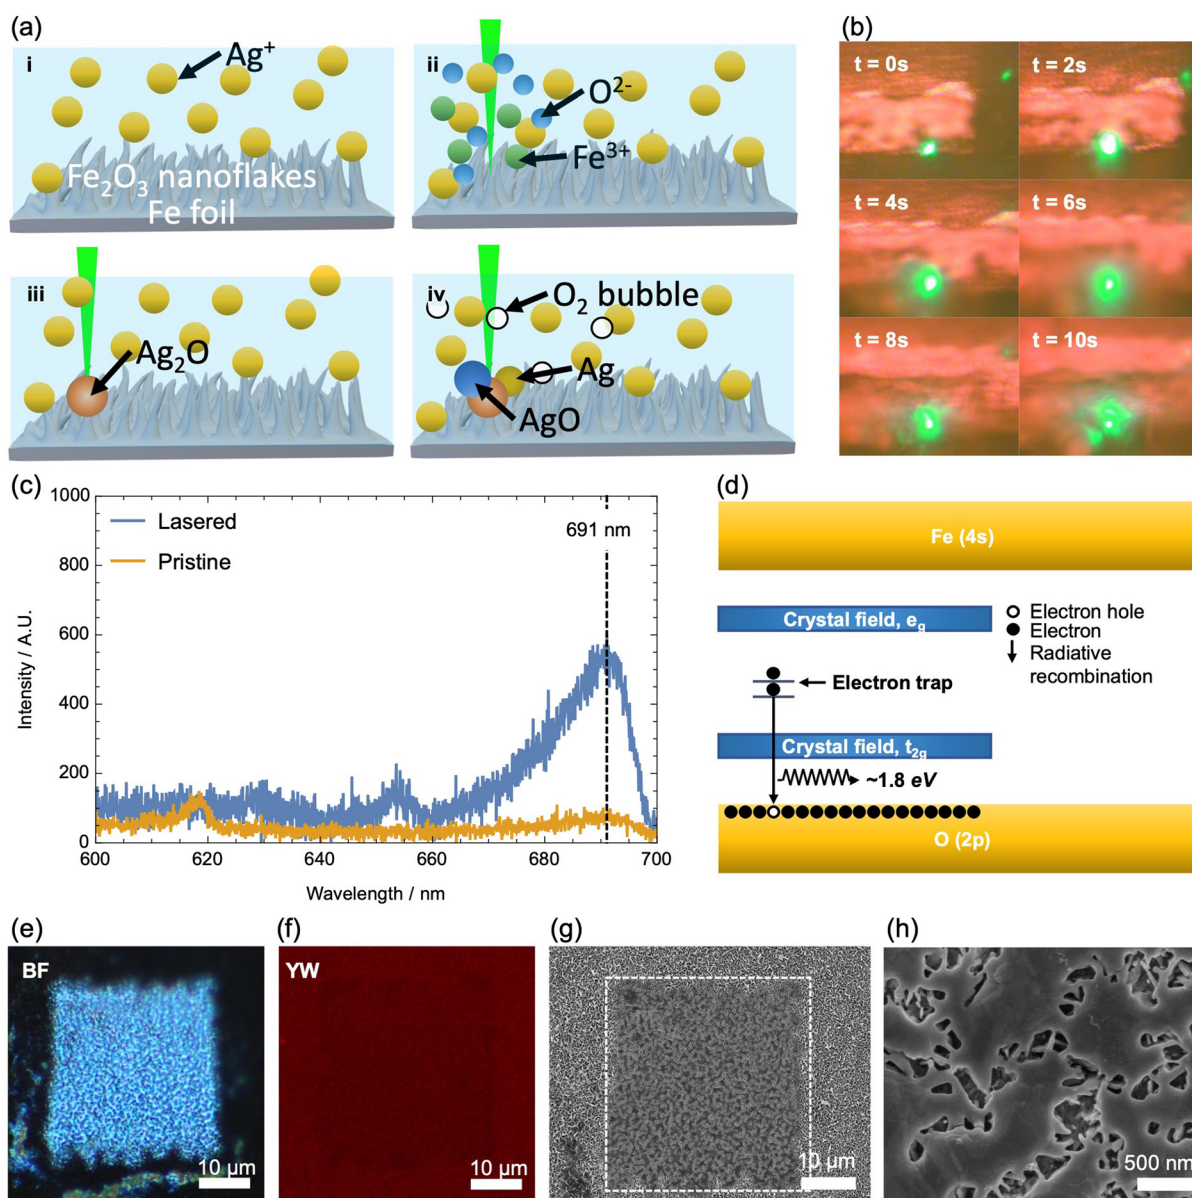 (a)
i
Ag⁺
Fe₂O₃ nanoflakes
Fe foil
ii
O²⁻
Fe³⁺
iii
Ag₂O
iv
O₂ bubble
Ag
AgO
(b)
t = 0s
t = 2s
t = 4s
t = 6s
t = 8s
t = 10s
(c)
1000
800
600
400
200
0
Intensity / A.U.
Lasered
Pristine
691 nm
600
620
640
660
680
700
Wavelength / nm
(d)
Fe (4s)
Crystal field, e_g
Electron hole
Electron
Radiative
recombination
Electron trap
Crystal field, t₂g
~1.8 eV
O (2p)
(e)
BF
10 µm
(f)
YW
10 µm
(g)
10 µm
(h)
500 nm